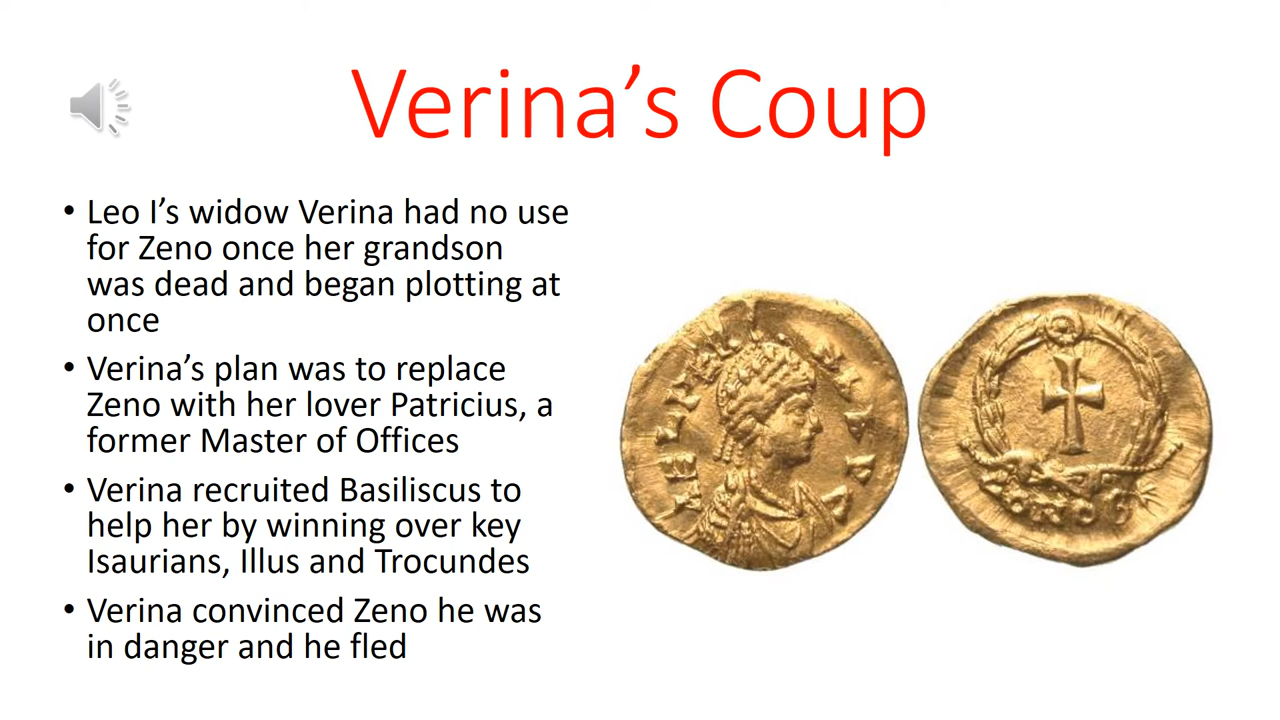 Verina’s Coup
• Leo I’s widow Verina had no use
for Zeno once her grandson
was dead and began plotting at
once
• Verina’s plan was to replace
Zeno with her lover Patricius, a
former Master of Offices
• Verina recruited Basiliscus to
help her by winning over key
Isaurians, Illus and Trocundes
• Verina convinced Zeno he was
in danger and he fled